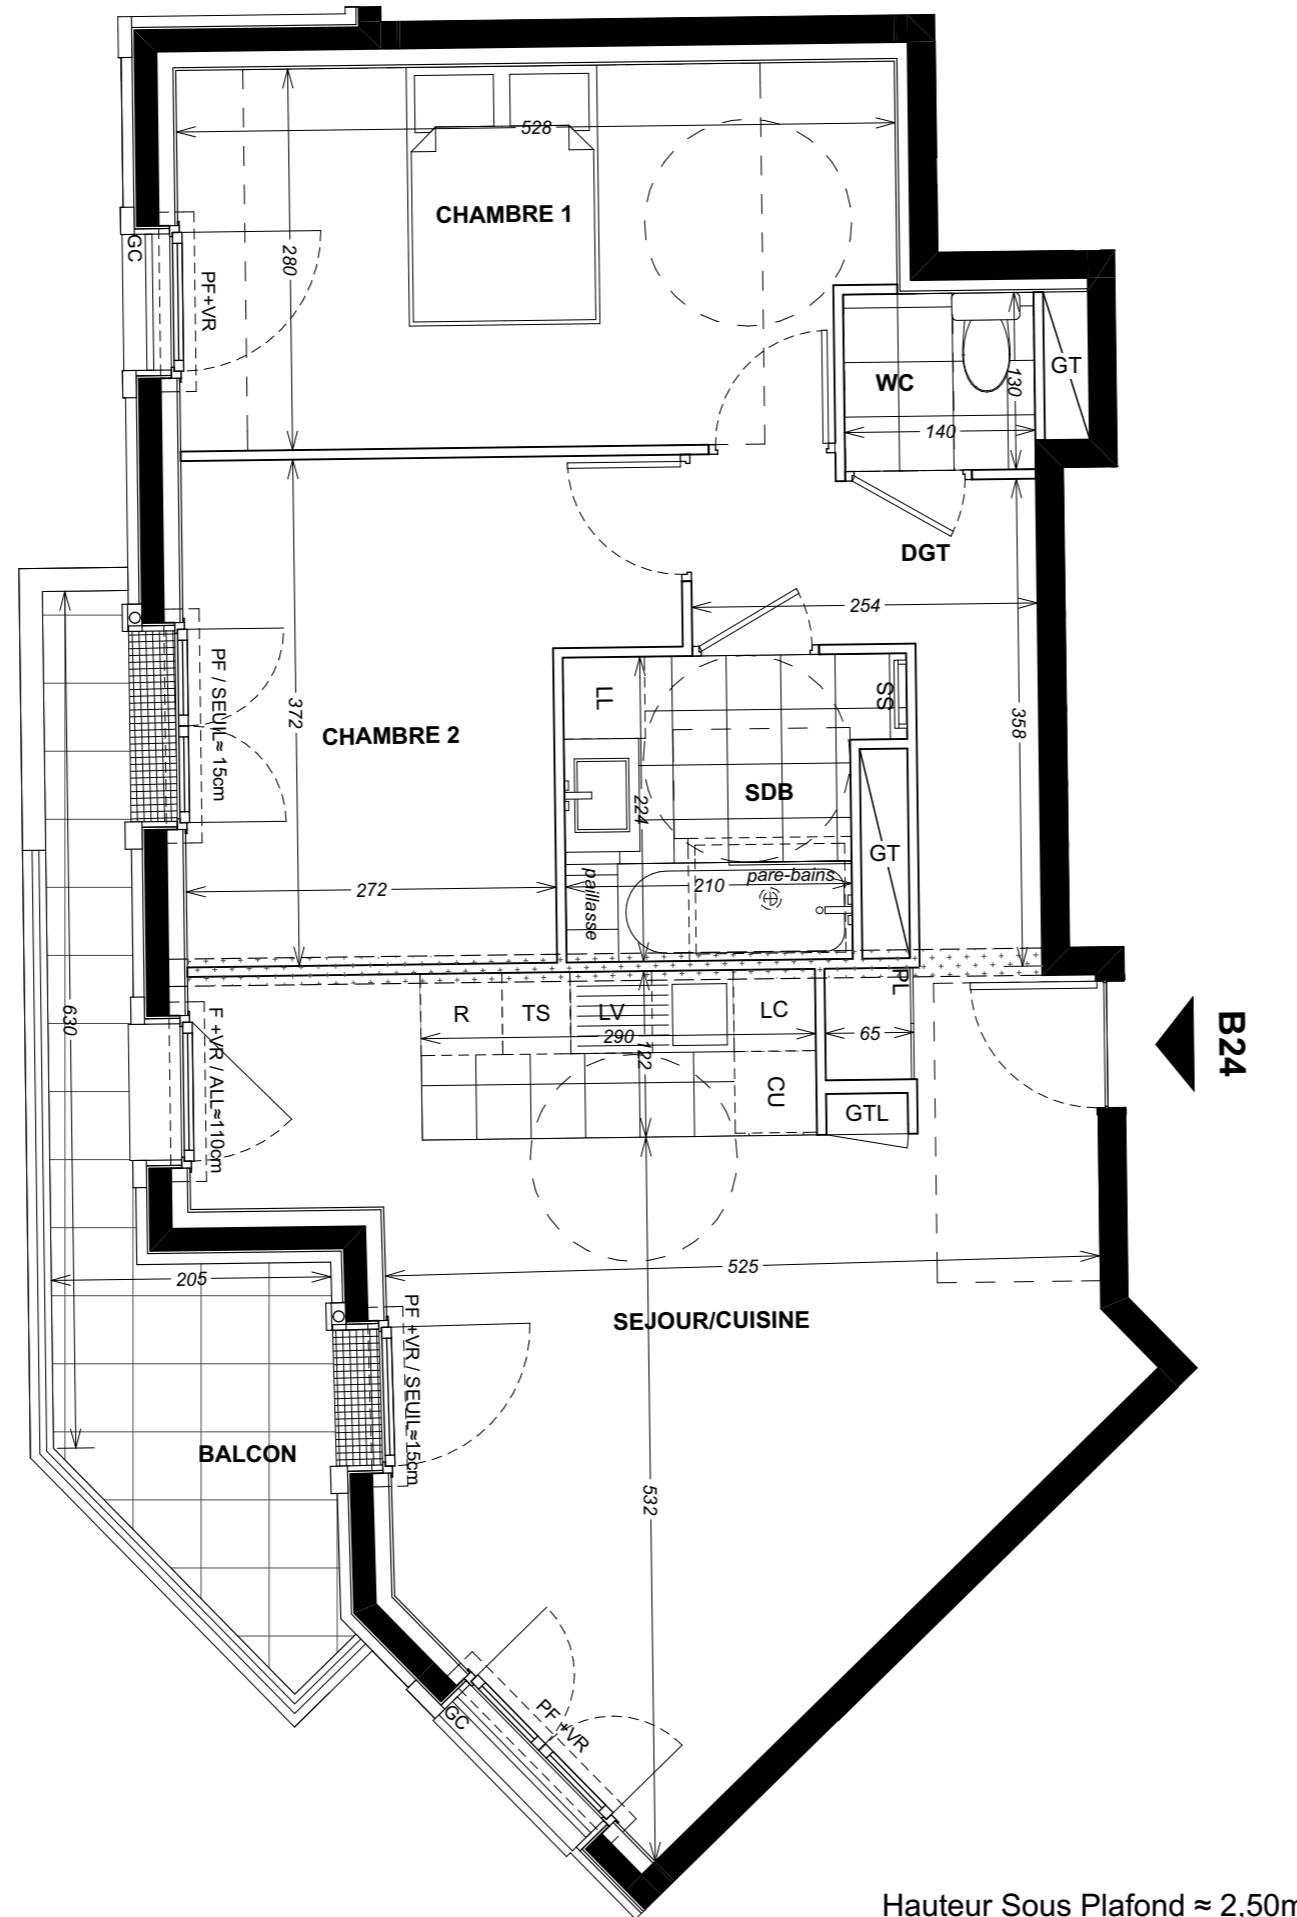 528
CHAMBRE 1
280
GC
PF+VR
WC
130
GT
140
DGT
254
PF / SEUIL≈ 15cm
372
CHAMBRE 2
LL
SS
358
224
SDB
GT
272
210
pare-bains
paillasse
630
F +VR / ALL≈110cm
R
TS
LV
LC
290
122
CU
PL
65
GTL
B24
205
525
SEJOUR/CUISINE
PF +VR / SEUIL≈15cm
BALCON
532
GC
PF +VR
Hauteur Sous Plafond ≈ 2,50m